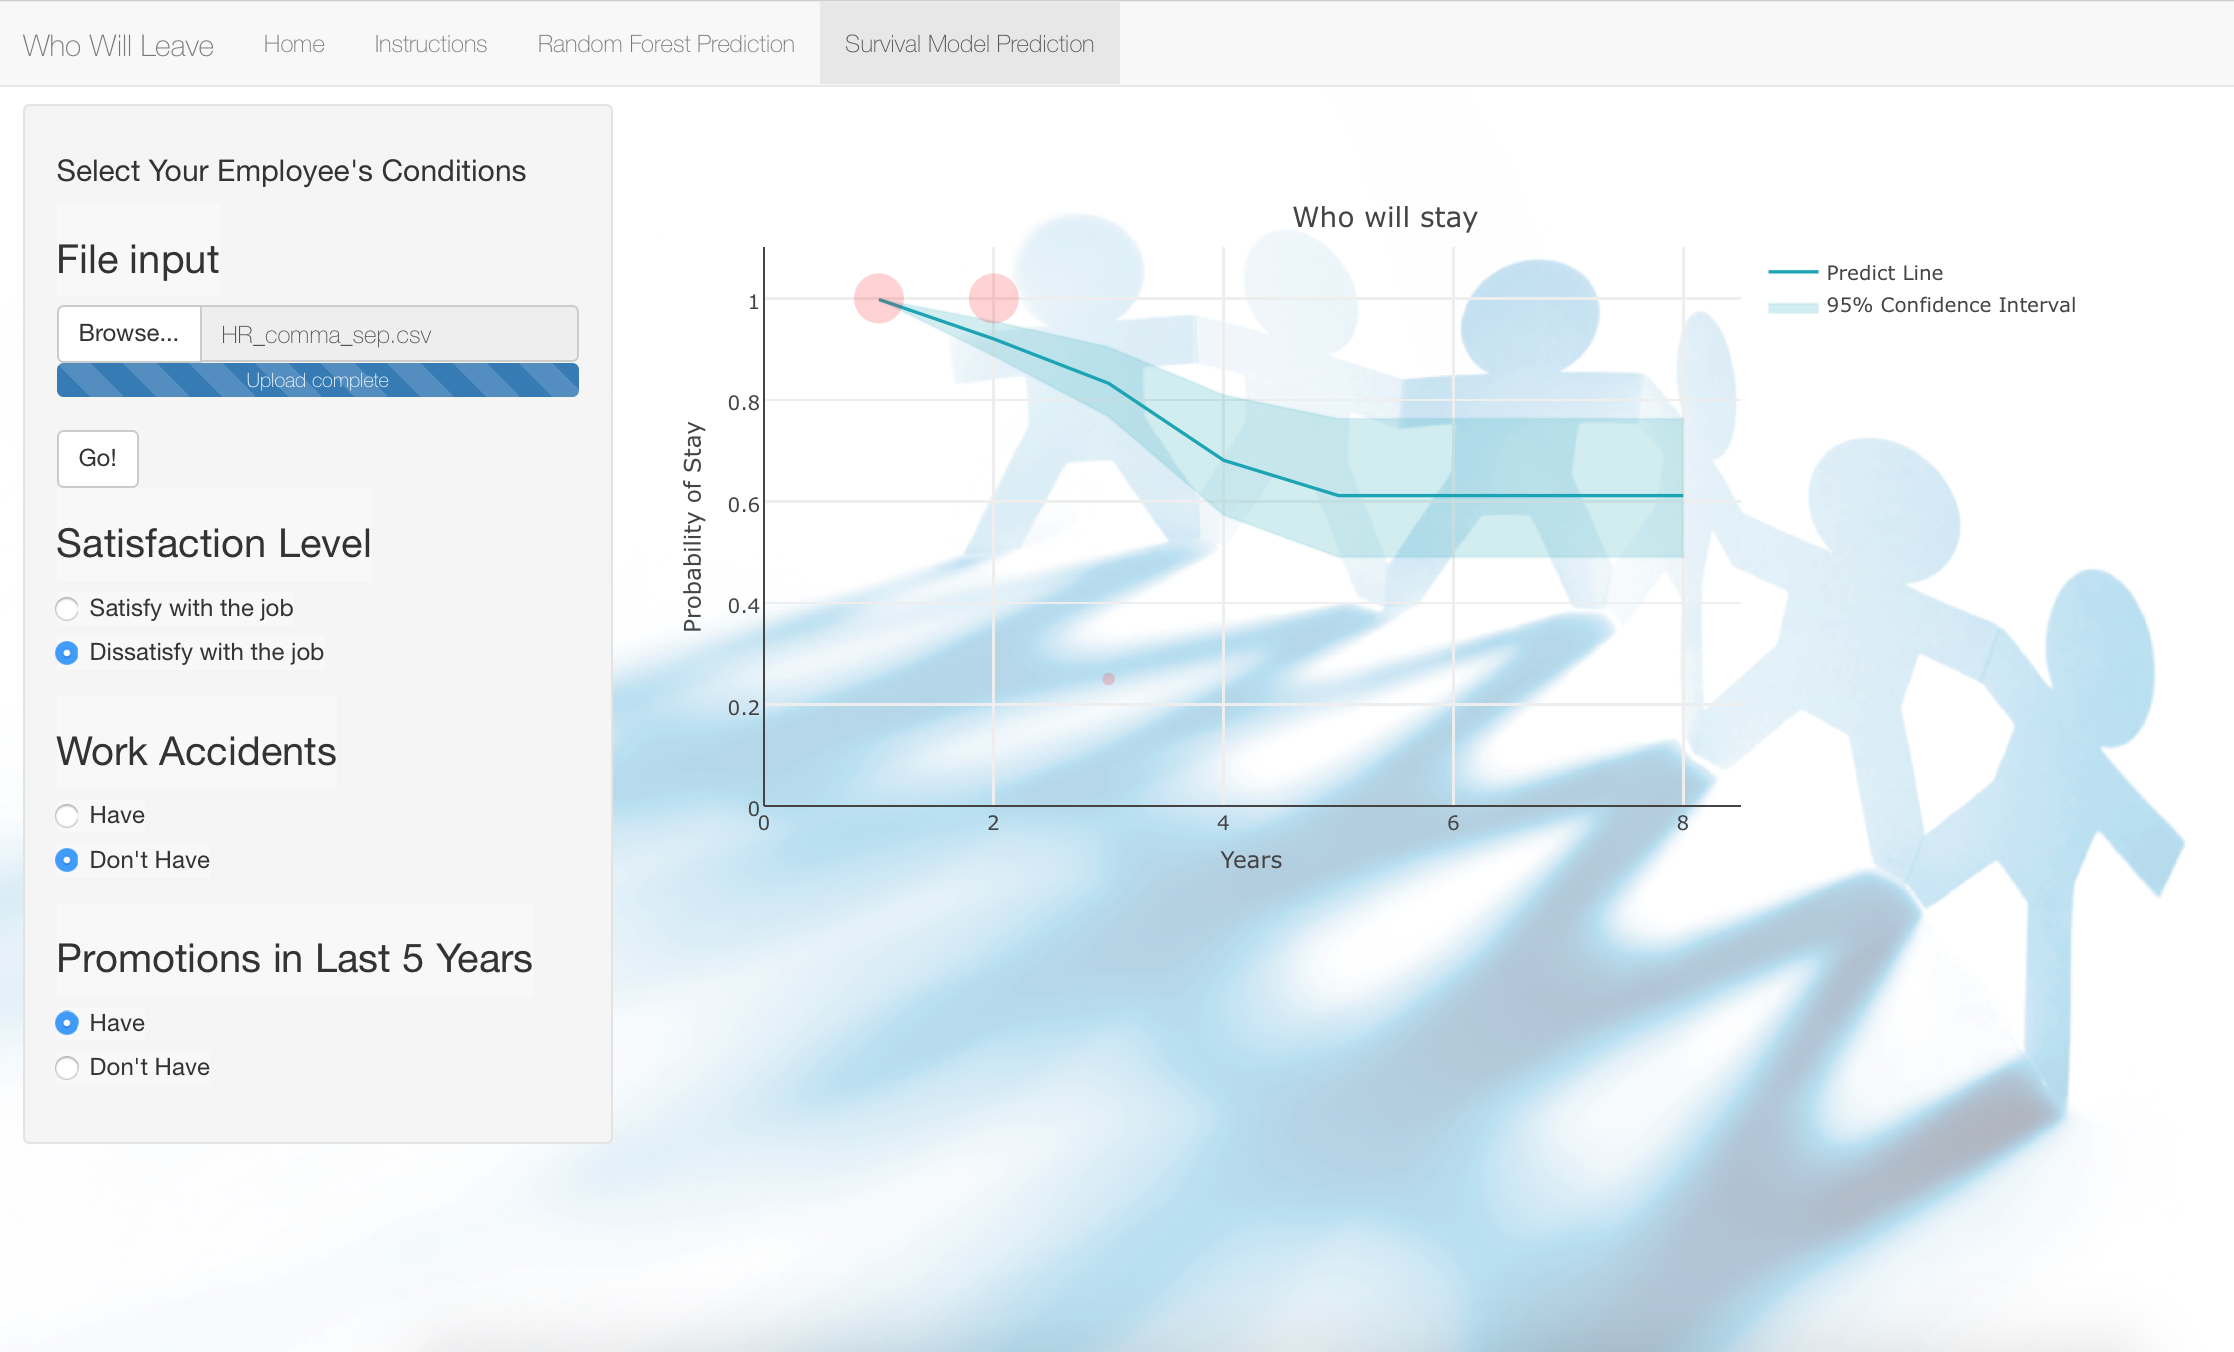 Who Will Leave Home Instructions Random Forest Prediction Survival Model Prediction
Select Your Employee's Conditions
File input
Browse... HR_comma_sep.csv
Upload complete
Go!
Satisfaction Level
Satisfy with the job
Dissatisfy with the job
Work Accidents
Have
Don't Have
Promotions in Last 5 Years
Have
Don't Have
Who will stay
Predict Line
95% Confidence Interval
Probability of Stay
1
0.8
0.6
0.4
0.2
0
0 2 4 6 8
Years